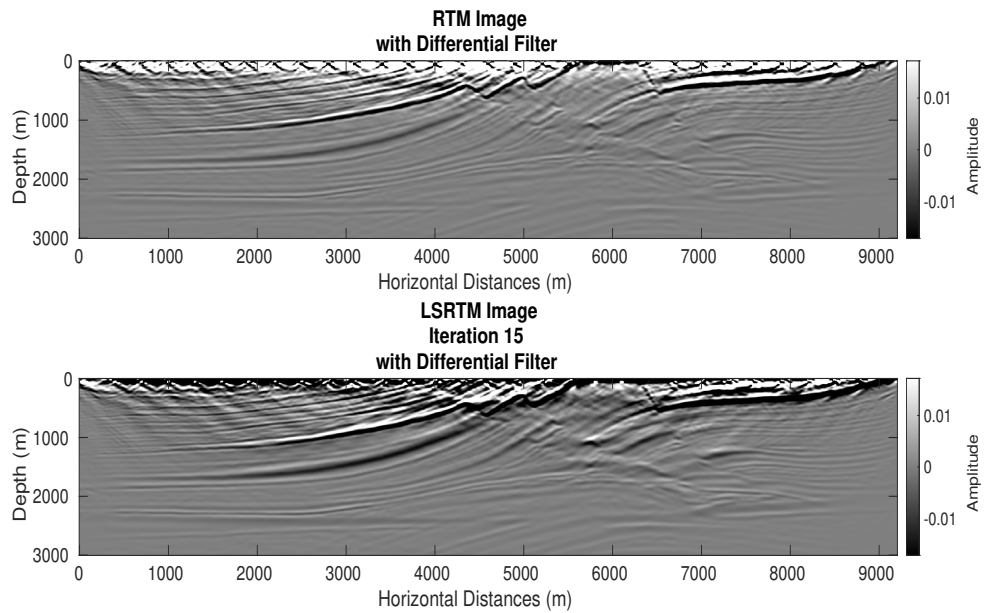 RTM Image
with Differential Filter
0
1000
2000
3000
Depth (m)
0 1000 2000 3000 4000 5000 6000 7000 8000 9000
Horizontal Distances (m)
0.01
0
-0.01
Amplitude
LSRTM Image
Iteration 15
with Differential Filter
0
1000
2000
3000
Depth (m)
0 1000 2000 3000 4000 5000 6000 7000 8000 9000
Horizontal Distances (m)
0.01
0
-0.01
Amplitude